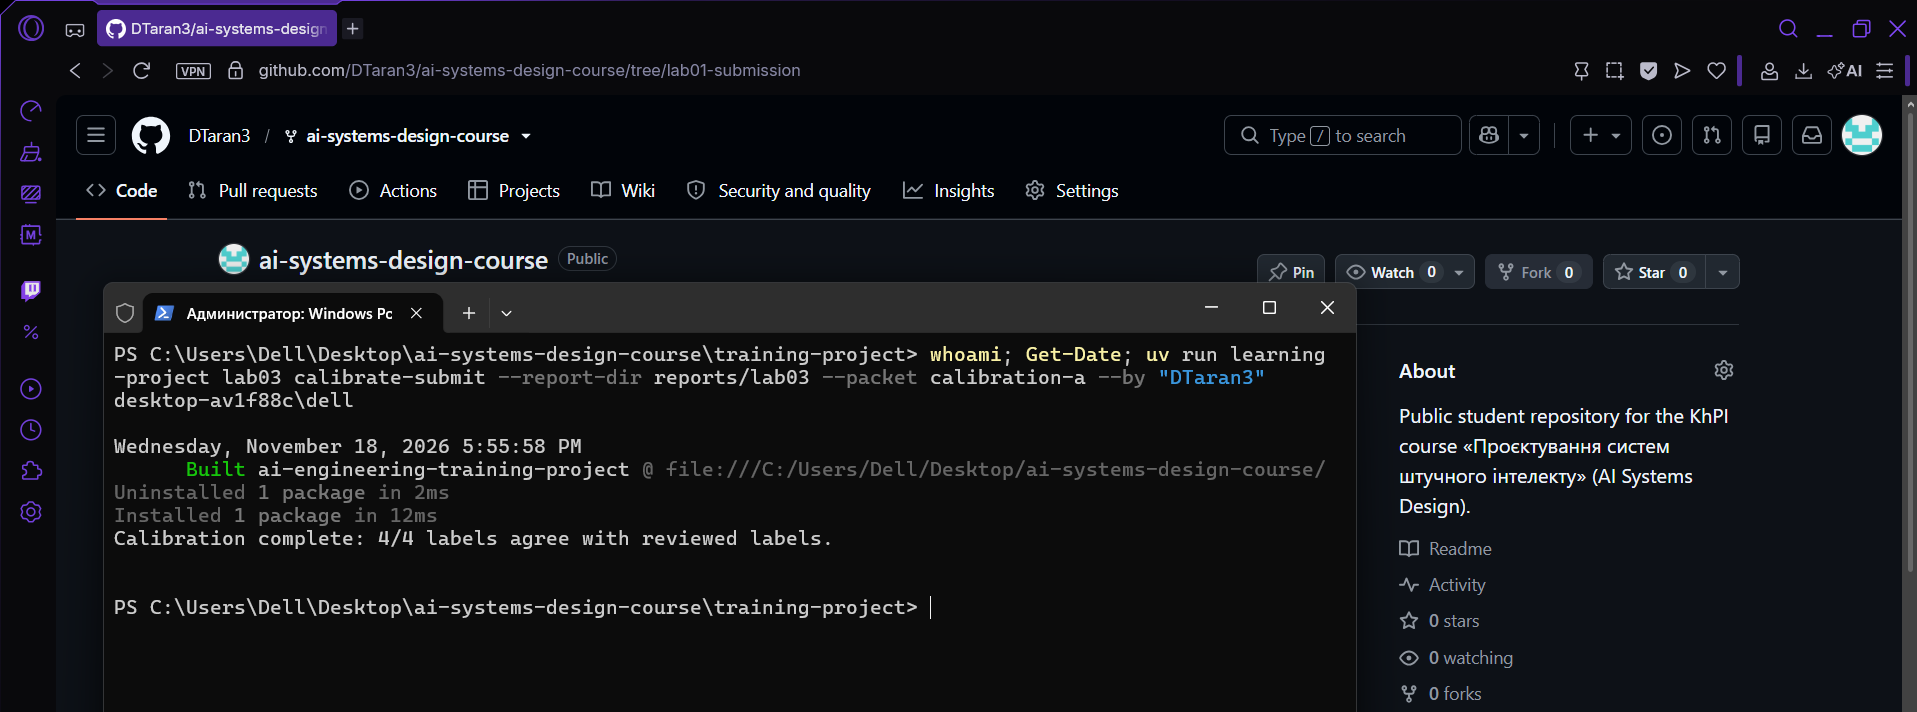 DTaran3/ai-systems-design
VPN
github.com/DTaran3/ai-systems-design-course/tree/lab01-submission
AI
DTaran3 / ai-systems-design-course
Type / to search
Code
Pull requests
Actions
Projects
Wiki
Security and quality
Insights
Settings
M
ai-systems-design-course
Public
Pin
Watch 0
Fork 0
Star 0
Администратор: Windows Pc
PS C:\Users\Dell\Desktop\ai-systems-design-course\training-project> whoami; Get-Date; uv run learning
-project lab03 calibrate-submit --report-dir reports/lab03 --packet calibration-a --by "DTaran3"
desktop-av1f88c\dell
Wednesday, November 18, 2026 5:55:58 PM
Built ai-engineering-training-project @ file:///C:/Users/Dell/Desktop/ai-systems-design-course/
Uninstalled 1 package in 2ms
Installed 1 package in 12ms
Calibration complete: 4/4 labels agree with reviewed labels.
PS C:\Users\Dell\Desktop\ai-systems-design-course\training-project>
About
Public student repository for the KhPI
course «Проєктування систем
штучного інтелекту» (AI Systems
Design).
Readme
Activity
0 stars
0 watching
0 forks